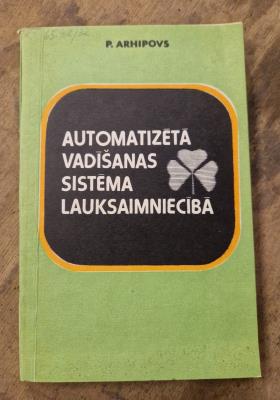 P. ARHIPOVS
AUTOMATIZĒTĀ
VADĪŠANAS
SISTĒMA
LAUKSAIMNIECĪBĀ